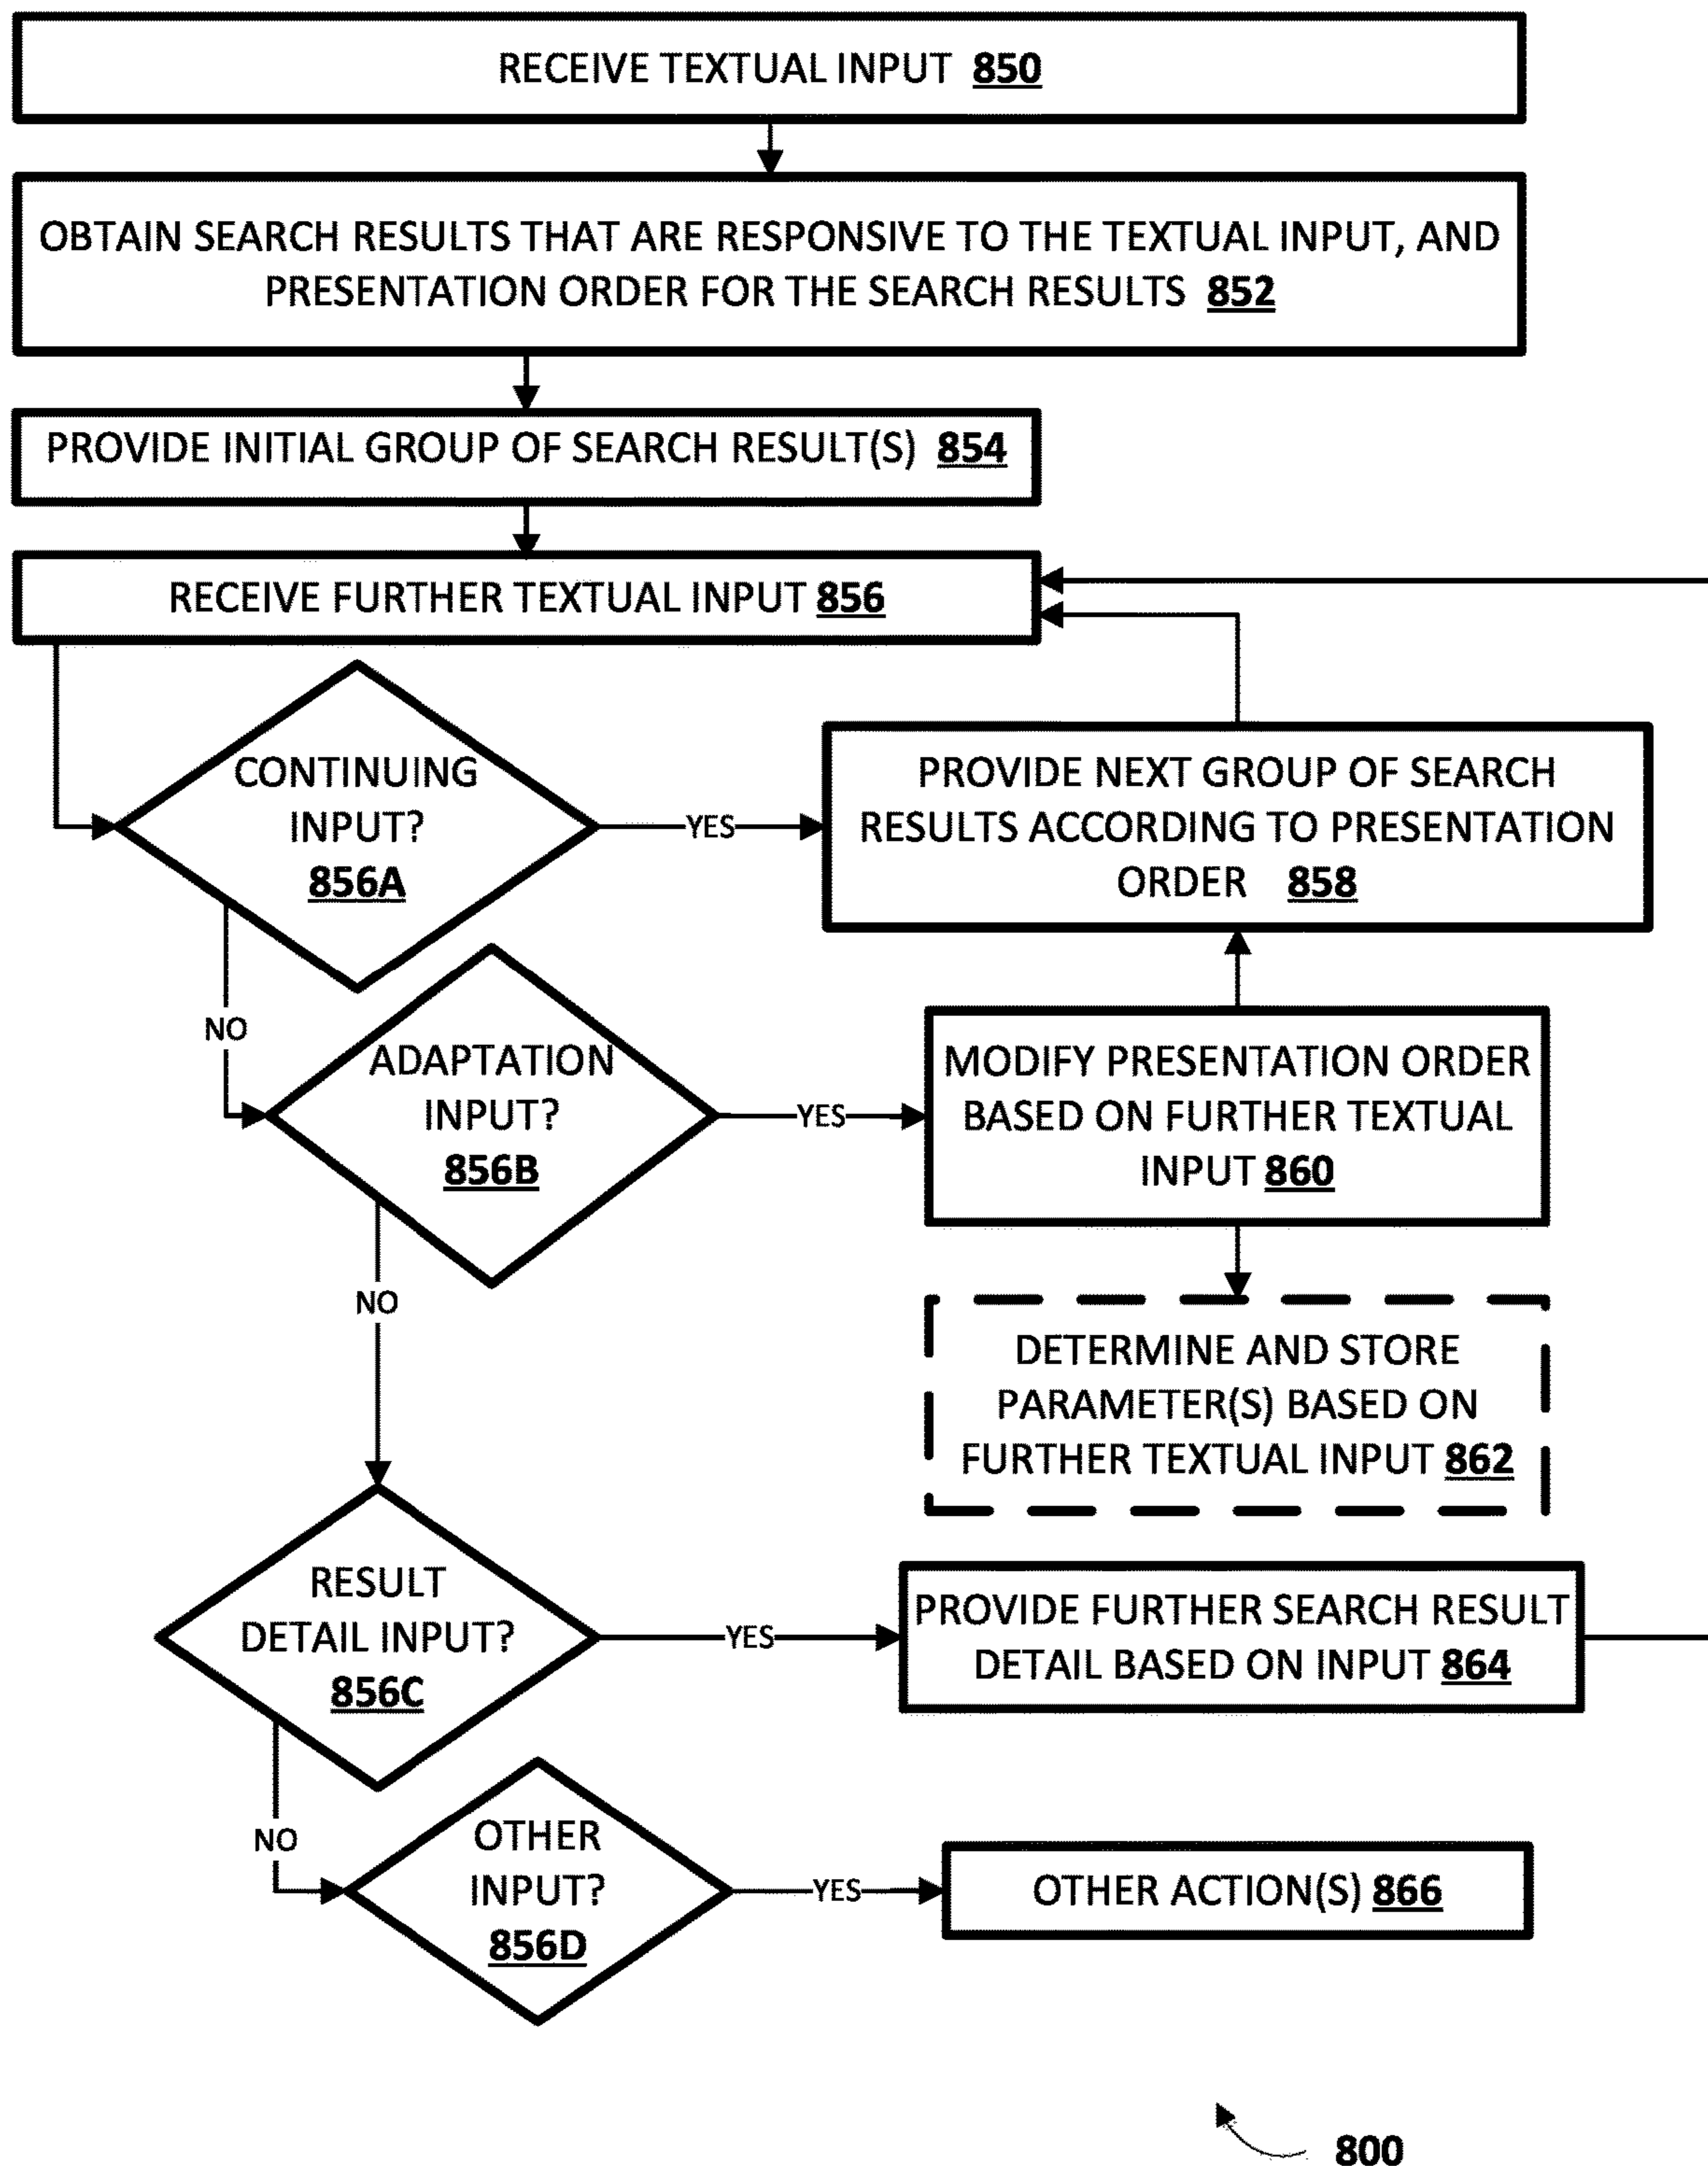 RECEIVE TEXTUAL INPUT 850
OBTAIN SEARCH RESULTS THAT ARE RESPONSIVE TO THE TEXTUAL INPUT, AND
PRESENTATION ORDER FOR THE SEARCH RESULTS 852
PROVIDE INITIAL GROUP OF SEARCH RESULT(S) 854
RECEIVE FURTHER TEXTUAL INPUT 856
CONTINUING
INPUT?
856A
YES
PROVIDE NEXT GROUP OF SEARCH
RESULTS ACCORDING TO PRESENTATION
ORDER 858
NO
ADAPTATION
INPUT?
856B
YES
MODIFY PRESENTATION ORDER
BASED ON FURTHER TEXTUAL
INPUT 860
NO
DETERMINE AND STORE
PARAMETER(S) BASED ON
FURTHER TEXTUAL INPUT 862
RESULT
DETAIL INPUT?
856C
YES
PROVIDE FURTHER SEARCH RESULT
DETAIL BASED ON INPUT 864
NO
OTHER
INPUT?
856D
YES
OTHER ACTION(S) 866
800